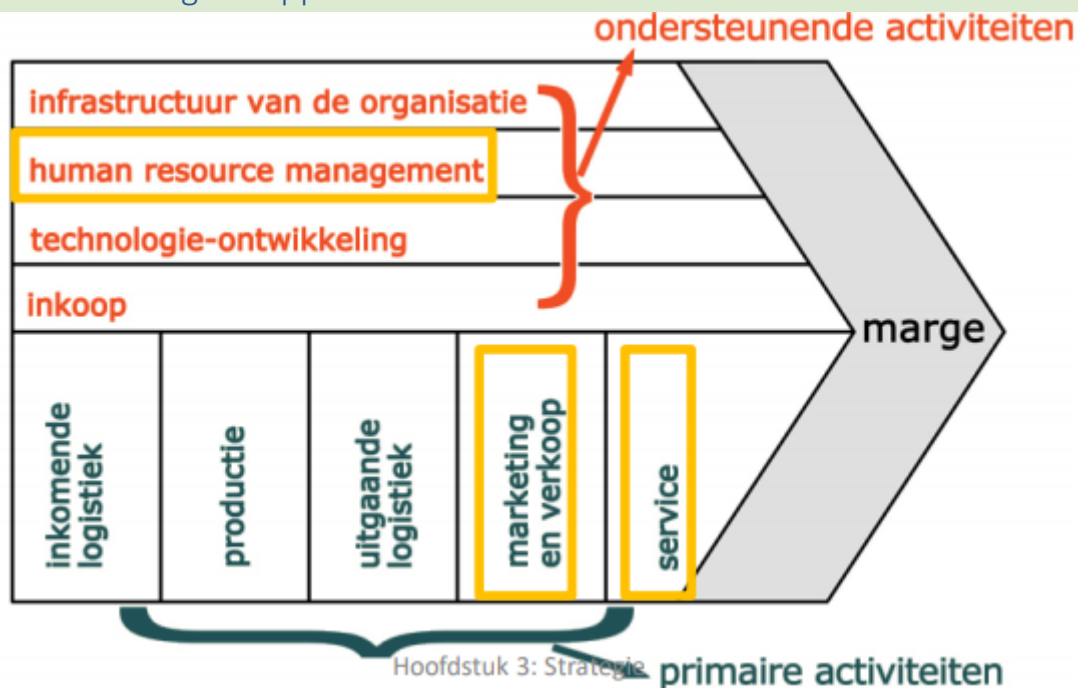 ondersteunende activiteiten
infrastructuur van de organisatie
human resource management
technologie-ontwikkeling
inkoop
marge
inkomende
logistiek
productie
uitgaande
logistiek
marketing
en verkoop
service
Hoofdstuk 3: Strategie
primaire activiteiten